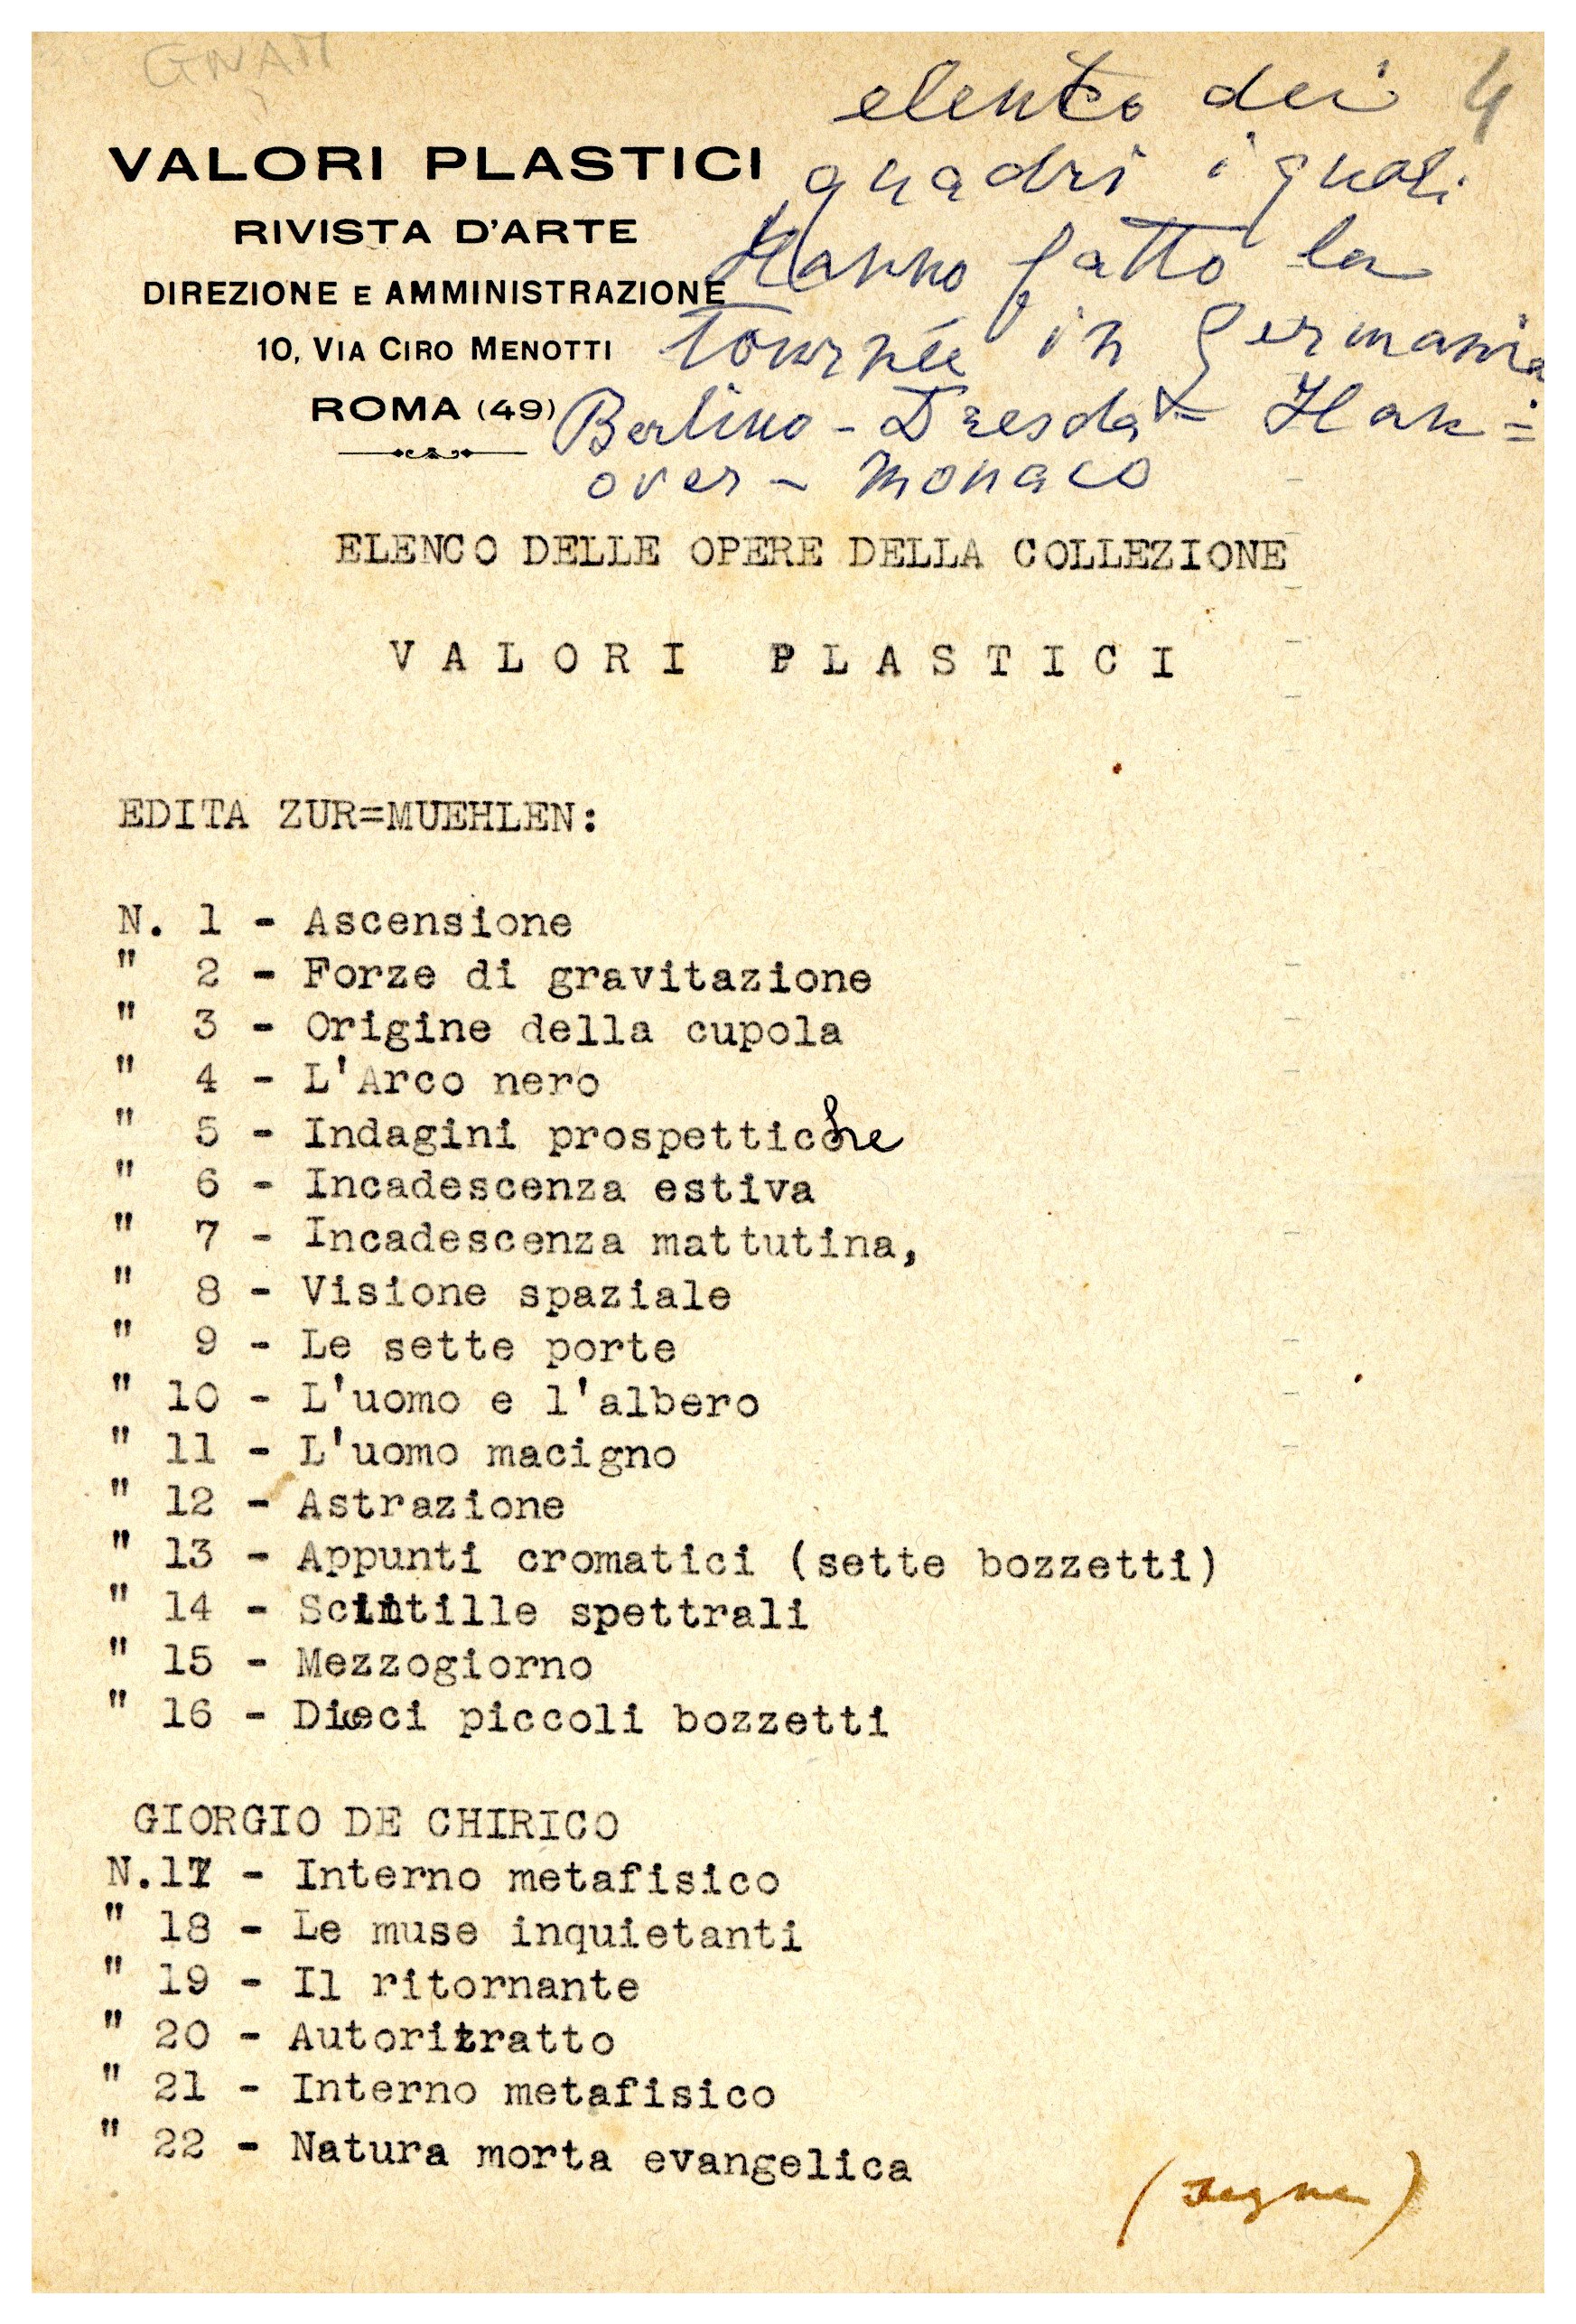 GNAM
4
VALORI PLASTICI
RIVISTA D'ARTE
DIREZIONE E AMMINISTRAZIONE
10, VIA CIRO MENOTTI
ROMA (49)
elenco dei
quadri i quali
Hanno fatto la
tournée in Germania
Berlino - Dresda - Han=
over - Monaco
ELENCO DELLE OPERE DELLA COLLEZIONE
VALORI PLASTICI
EDITA ZUR=MUEHLEN:
N. 1 - Ascensione
" 2 - Forze di gravitazione
" 3 - Origine della cupola
" 4 - L'Arco nero
" 5 - Indagini prospettiche
" 6 - Incadescenza estiva
" 7 - Incadescenza mattutina,
" 8 - Visione spaziale
" 9 - Le sette porte
" 10 - L'uomo e l'albero
" 11 - L'uomo macigno
" 12 - Astrazione
" 13 - Appunti cromatici (sette bozzetti)
" 14 - Scintille spettrali
" 15 - Mezzogiorno
" 16 - Dieci piccoli bozzetti
GIORGIO DE CHIRICO
N.17 - Interno metafisico
" 18 - Le muse inquietanti
" 19 - Il ritornante
" 20 - Autoritratto
" 21 - Interno metafisico
" 22 - Natura morta evangelica
(segue)